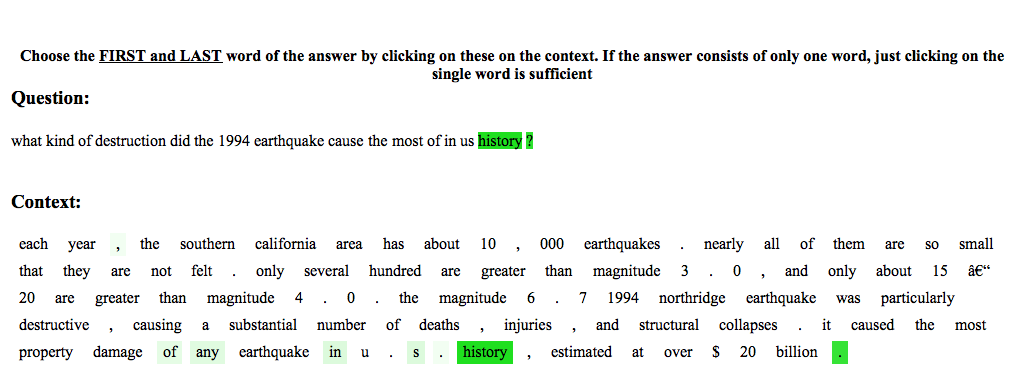 Choose the FIRST and LAST word of the answer by clicking on these on the context. If the answer consists of only one word, just clicking on the
single word is sufficient
Question:
what kind of destruction did the 1994 earthquake cause the most of in us history ?
Context:
each year , the southern california area has about 10 , 000 earthquakes . nearly all of them are so small
that they are not felt . only several hundred are greater than magnitude 3 . 0 , and only about 15 â€“
20 are greater than magnitude 4 . 0 . the magnitude 6 . 7 1994 northridge earthquake was particularly
destructive , causing a substantial number of deaths , injuries , and structural collapses . it caused the most
property damage of any earthquake in u . s . history , estimated at over $ 20 billion .